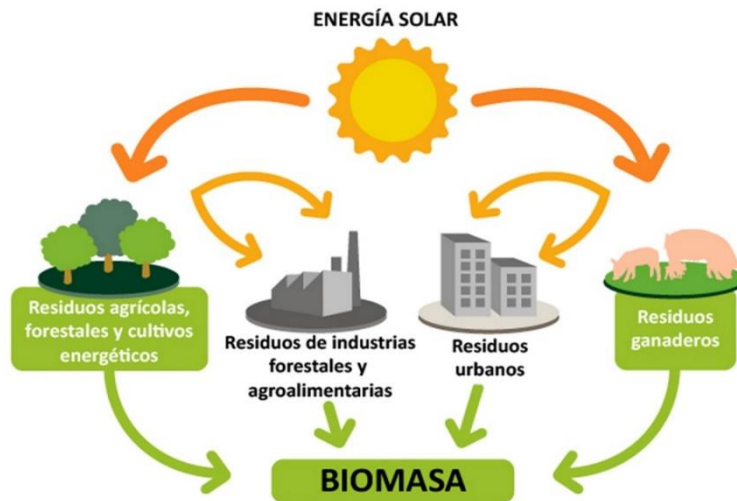 ENERGÍA SOLAR
Residuos agrícolas,
forestales y cultivos
energéticos
Residuos de industrias
forestales y
agroalimentarias
Residuos
urbanos
Residuos
ganaderos
BIOMASA